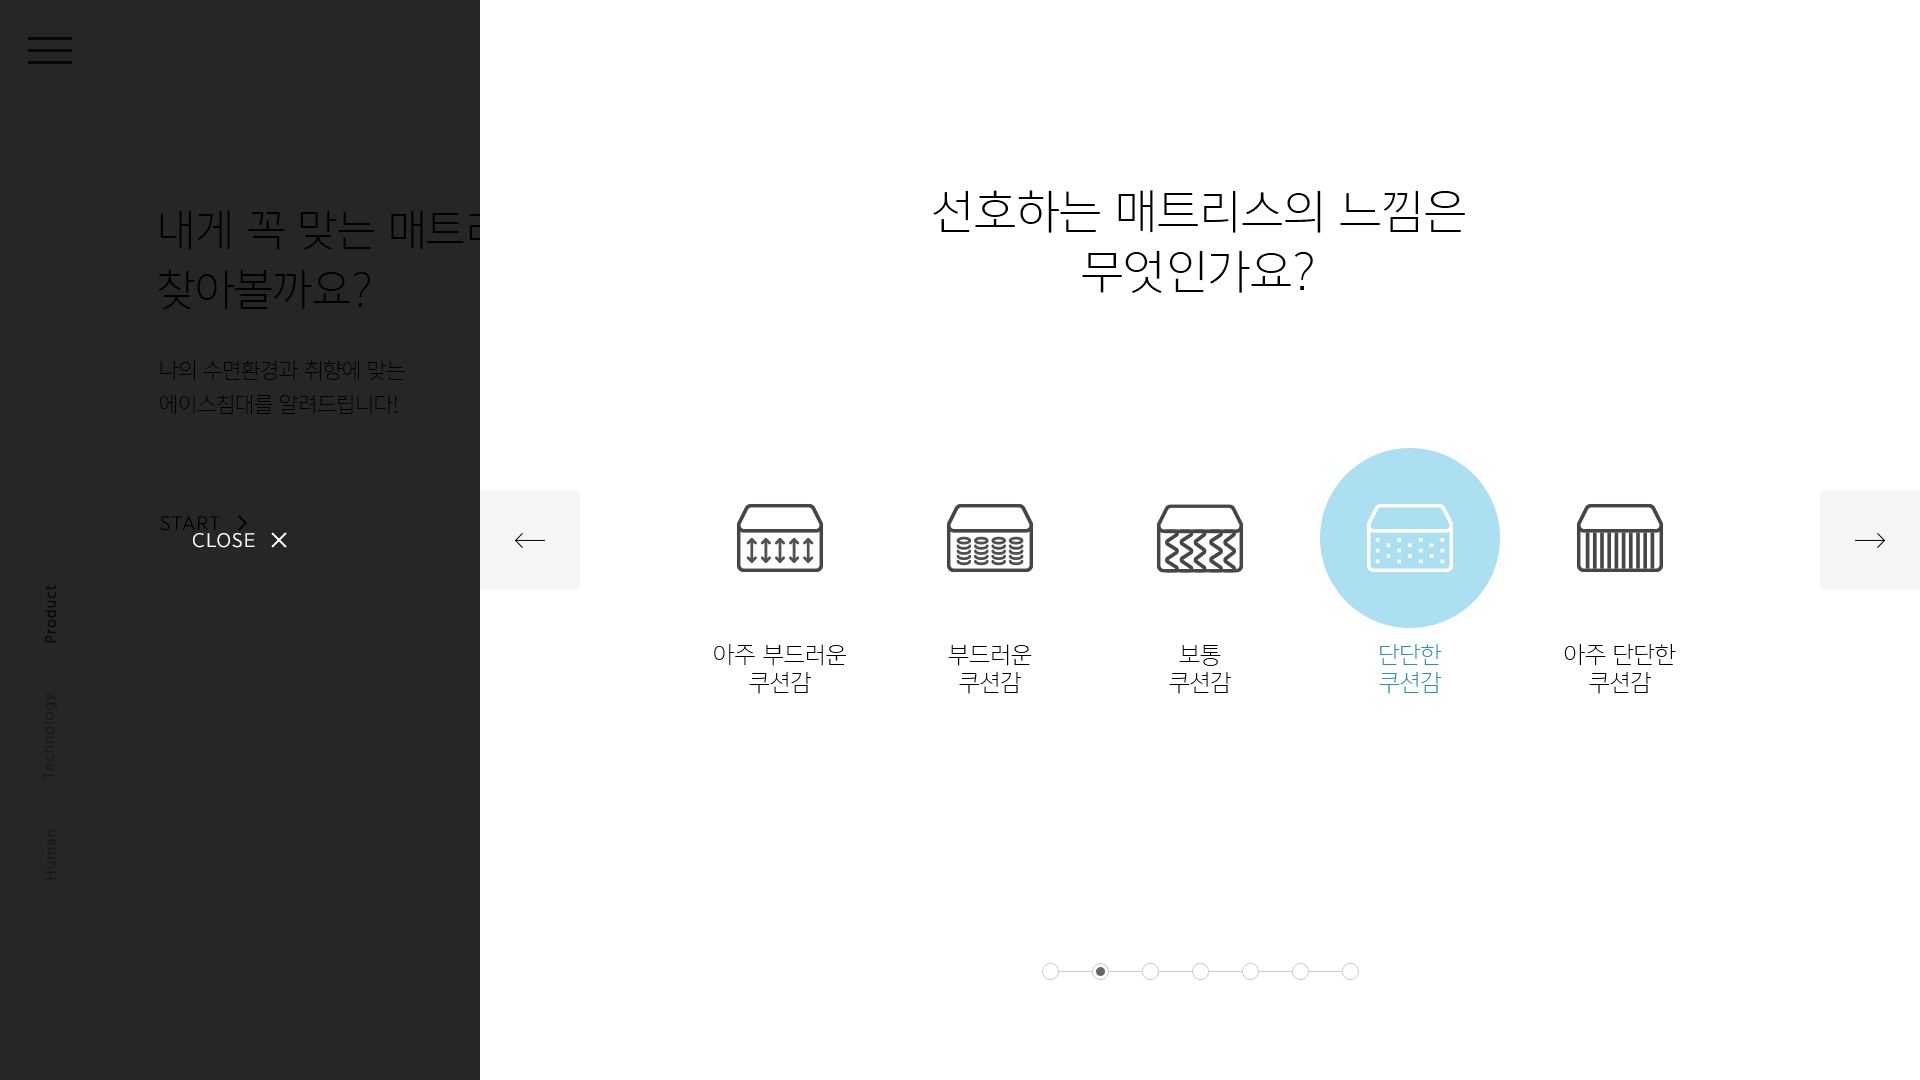 내게 꼭 맞는 매트리
찾아볼까요?
나의 수면환경과 취향에 맞는
에이스침대를 알려드립니다!
START
CLOSE
Product
Technology
Human
선호하는 매트리스의 느낌은
무엇인가요?
아주 부드러운
쿠션감
부드러운
쿠션감
보통
쿠션감
단단한
쿠션감
아주 단단한
쿠션감